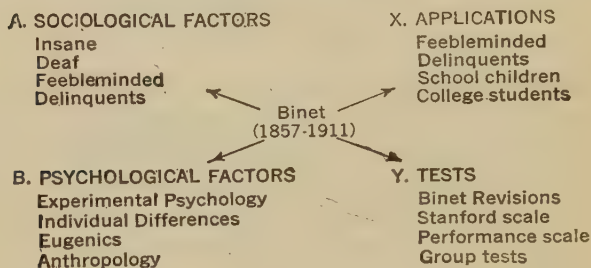 A. SOCIOLOGICAL FACTORS
Insane
Deaf
Feebleminded
Delinquents
X. APPLICATIONS
Feebleminded
Delinquents
School children
College students
Binet
(1857-1911)
B. PSYCHOLOGICAL FACTORS
Experimental Psychology
Individual Differences
Eugenics
Anthropology
Y. TESTS
Binet Revisions
Stanford scale
Performance scale
Group tests